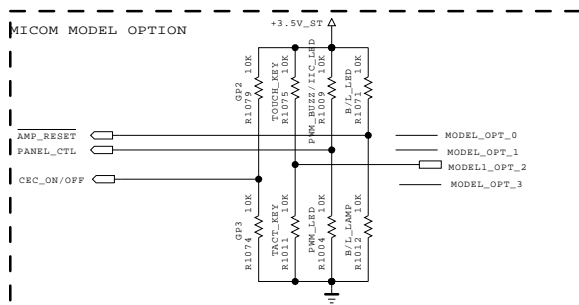 MICOM MODEL OPTION
+3.5V_ST
GP2
R1079 10K
TOUCH_KEY
R1075 10K
PWM_BUZZ/IIC_LED
R1009 10K
B/L_LED
R1071 10K
AMP_RESET
PANEL_CTL
CEC_ON/OFF
MODEL_OPT_0
MODEL_OPT_1
MODEL1_OPT_2
MODEL_OPT_3
GP3
R1074 10K
TACT_KEY
R1011 10K
PWM_LED
R1004 10K
B/L_LAMP
R1012 10K